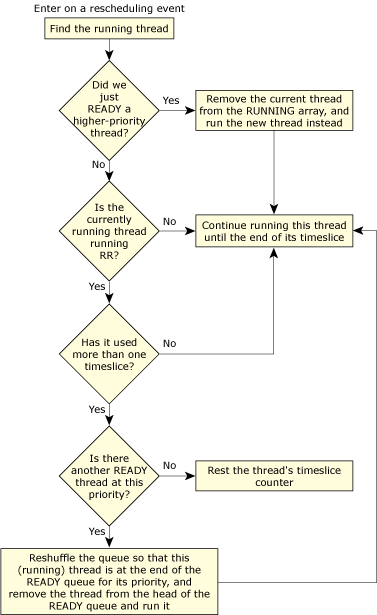 Enter on a rescheduling event
Find the running thread
Did we
just
READY a
higher-priority
thread?
Yes
Remove the current thread
from the RUNNING array, and
run the new thread instead
No
Is the
currently
running thread
running
RR?
No
Continue running this thread
until the end of its timeslice
Yes
Has it used
more than one
timeslice?
No
Yes
Is there
another READY
thread at this
priority?
No
Rest the thread's timeslice
counter
Yes
Reshuffle the queue so that this
(running) thread is at the end of the
READY queue for its priority, and
remove the thread from the head of the
READY queue and run it